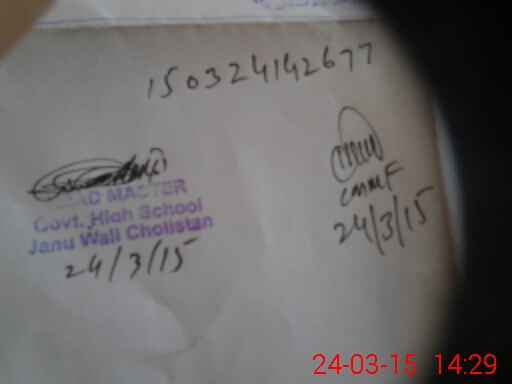 150324142677
HEAD MASTER
Govt. High School
Janu Wali Cholistan
24/3/15
24/3/15
24-03-15 14:29